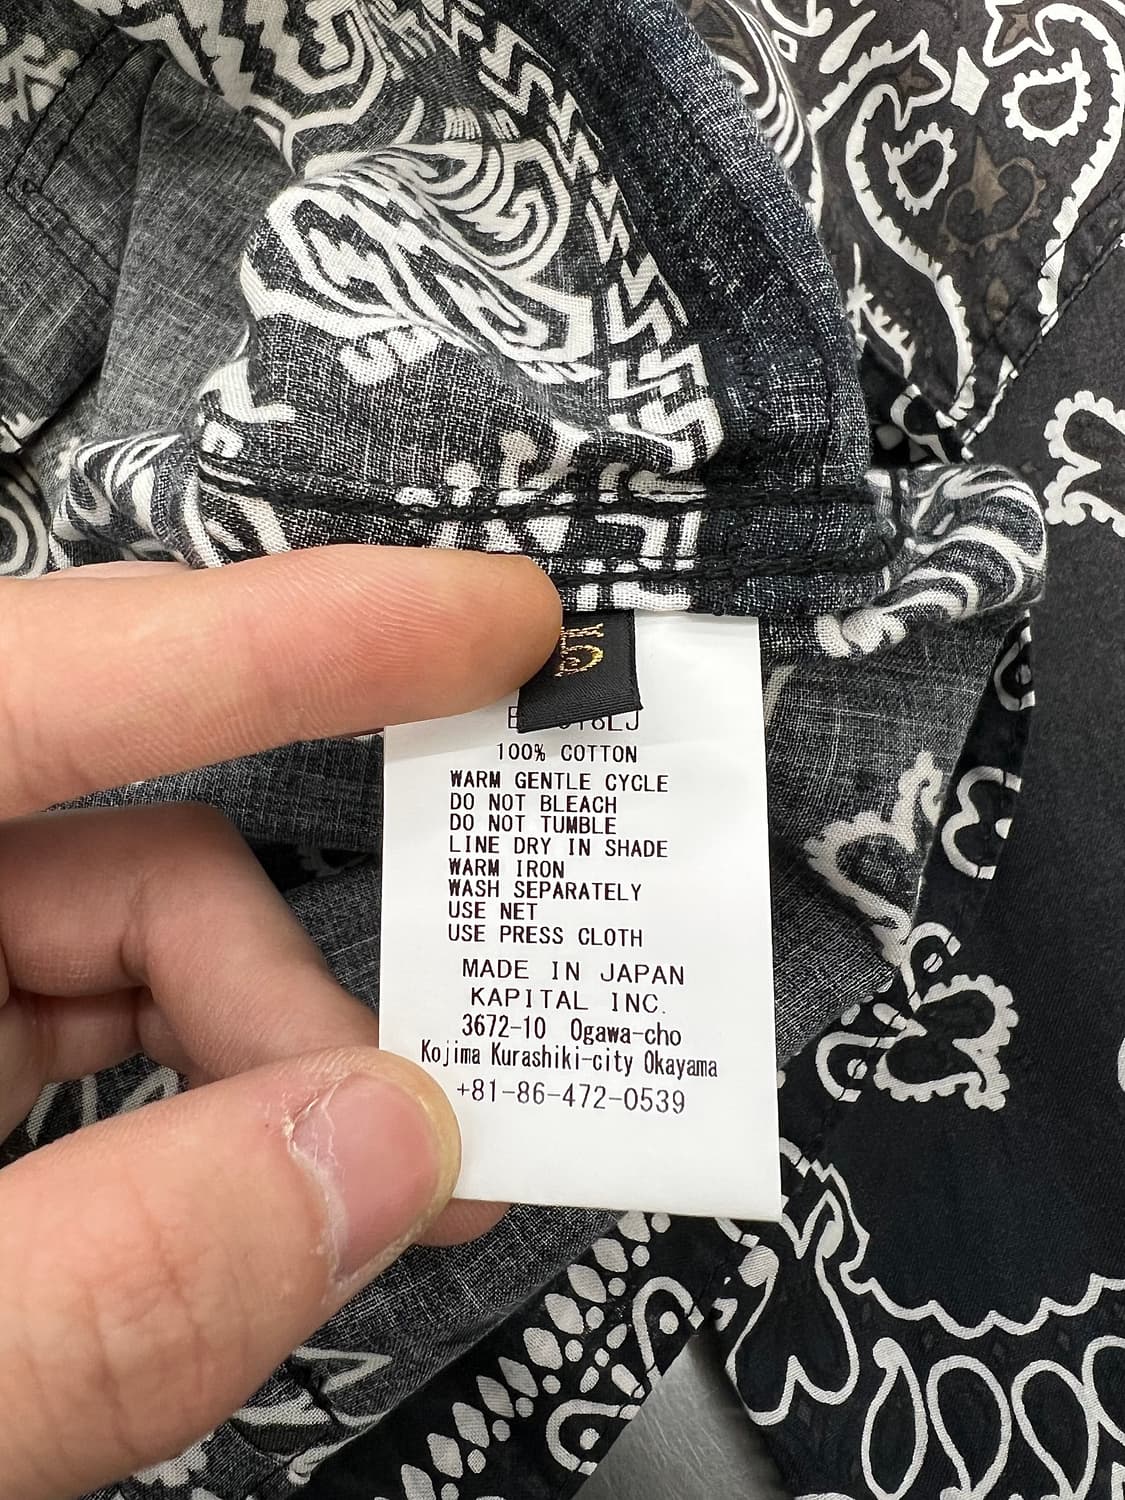 100% COTTON
WARM GENTLE CYCLE
DO NOT BLEACH
DO NOT TUMBLE
LINE DRY IN SHADE
WARM IRON
WASH SEPARATELY
USE NET
USE PRESS CLOTH
MADE IN JAPAN
KAPITAL INC.
3672-10 Ogawa-cho
Kojima Kurashiki-city Okayama
+81-86-472-0539